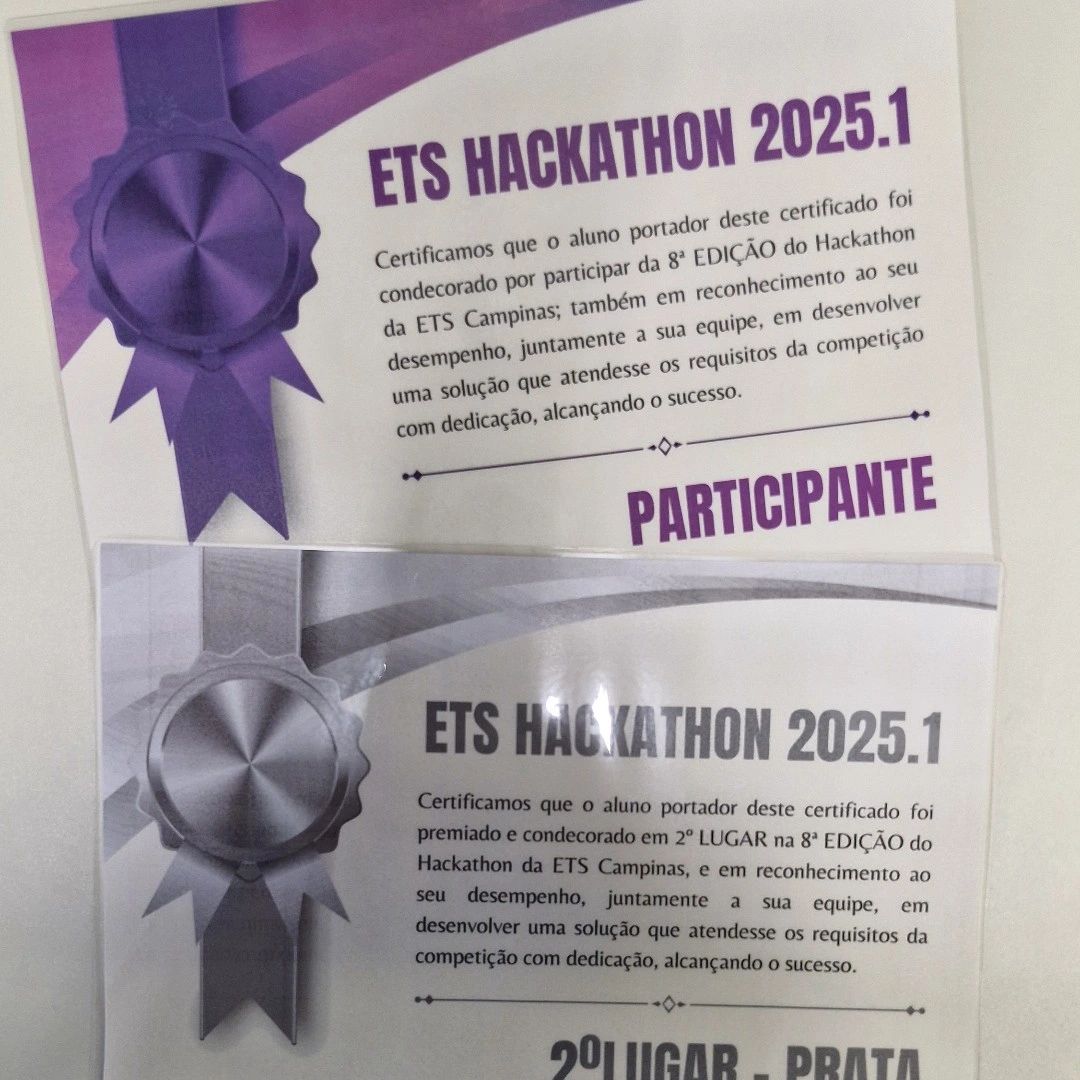 ETS HACKATHON 2025.1
Certificamos que o aluno portador deste certificado foi
condecorado por participar da 8ª EDIÇÃO do Hackathon
da ETS Campinas; também em reconhecimento ao seu
desempenho, juntamente a sua equipe, em desenvolver
uma solução que atendesse os requisitos da competição
com dedicação, alcançando o sucesso.
PARTICIPANTE
ETS HACKATHON 2025.1
Certificamos que o aluno portador deste certificado foi
premiado e condecorado em 2º LUGAR na 8ª EDIÇÃO do
Hackathon da ETS Campinas, e em reconhecimento ao
seu desempenho, juntamente a sua equipe, em
desenvolver uma solução que atendesse os requisitos da
competição com dedicação, alcançando o sucesso.
2ºLUGAR - PRATA